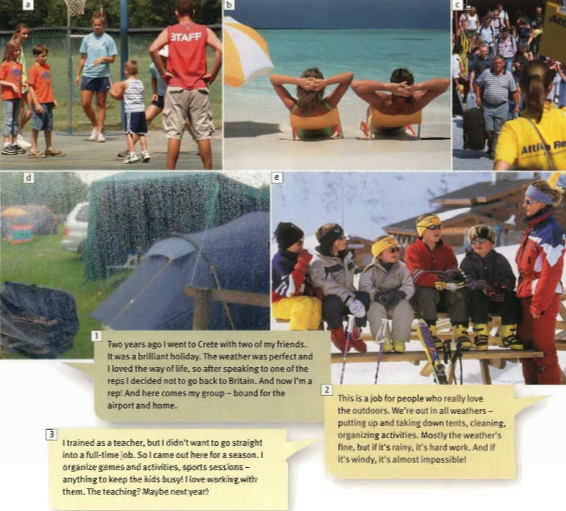 a
b
c
STAFF
Attika Re
d
e
1
Two years ago I went to Crete with two of my friends.
It was a brilliant holiday. The weather was perfect and
I loved the way of life, so after speaking to one of the
reps I decided not to go back to Britain. And now I'm a
rep! And here comes my group – bound for the
airport and home.
2
This is a job for people who really love
the outdoors. We're out in all weathers –
putting up and taking down tents, cleaning,
organizing activities. Mostly the weather's
fine, but if it's rainy, it's hard work. And if
it's windy, it's almost impossible!
3
I trained as a teacher, but I didn't want to go straight
into a full-time job. So I came out here for a season. I
organize games and activities, sports sessions –
anything to keep the kids busy! I love working with
them. The teaching? Maybe next year!